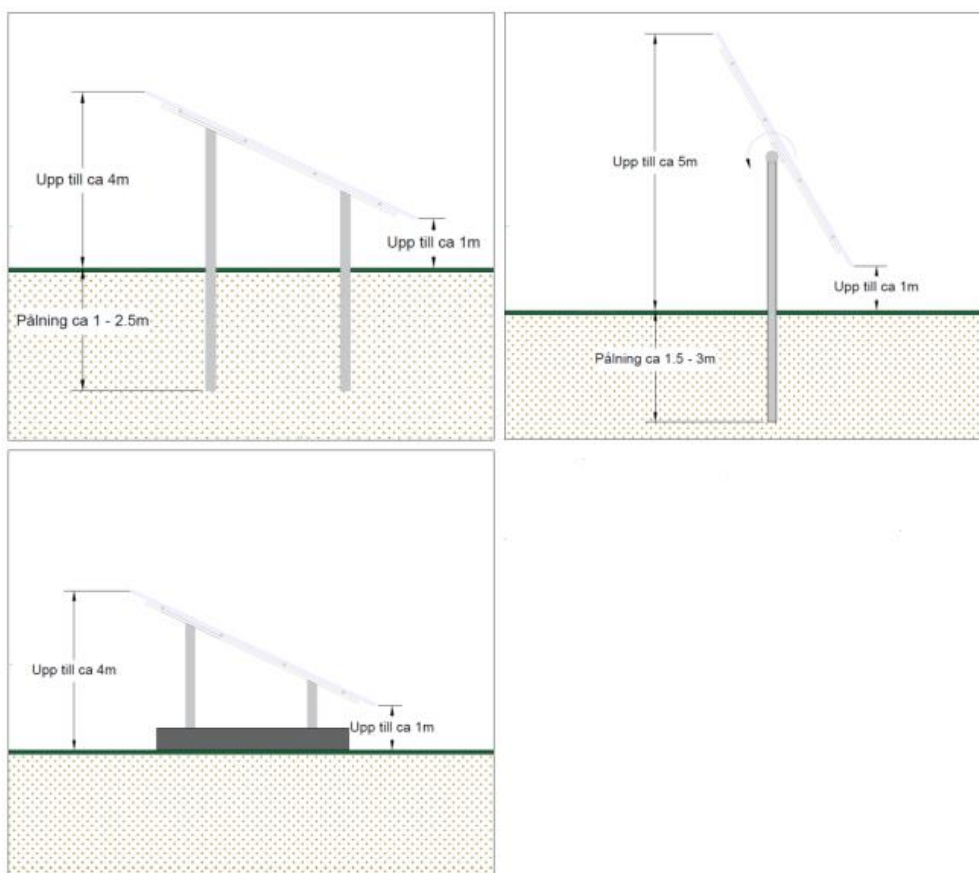 Upp till ca 4m
Upp till ca 1m
Pålning ca 1 - 2.5m
Upp till ca 5m
Upp till ca 1m
Pålning ca 1.5 - 3m
Upp till ca 4m
Upp till ca 1m